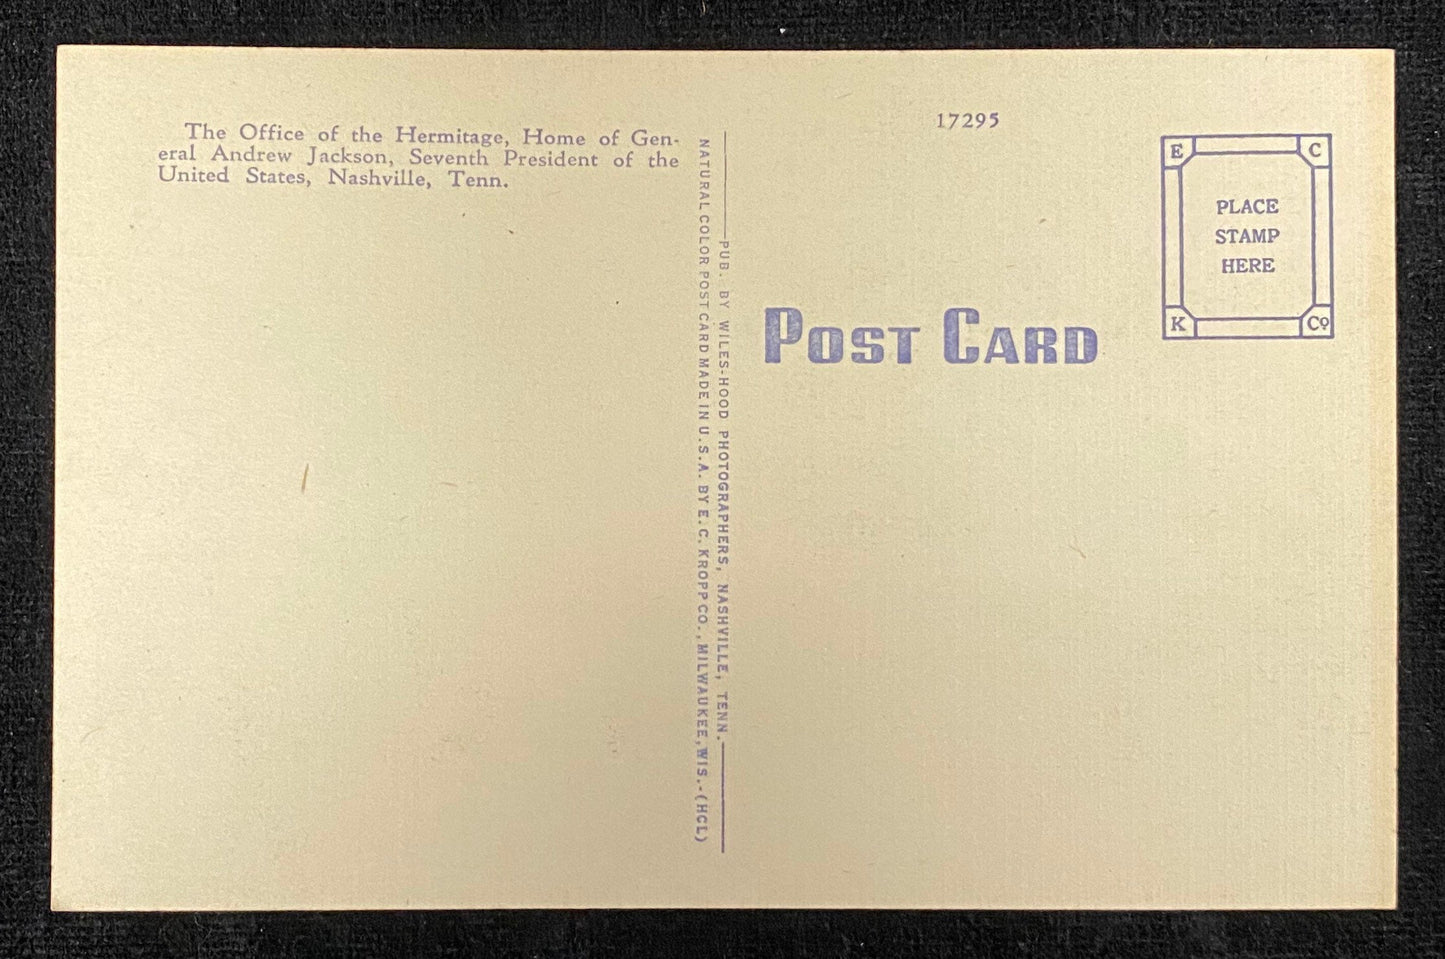 The Office of the Hermitage, Home of Gen-
eral Andrew Jackson, Seventh President of the
United States, Nashville, Tenn.
NATURAL COLOR POST CARD MADE IN U.S.A. BY E.C. KROPP CO., MILWAUKEE, WIS.-(HCL)
PUB. BY WILES-HOOD PHOTOGRAPHERS, NASHVILLE, TENN.
17295
POST CARD
E C
PLACE
STAMP
HERE
K Co